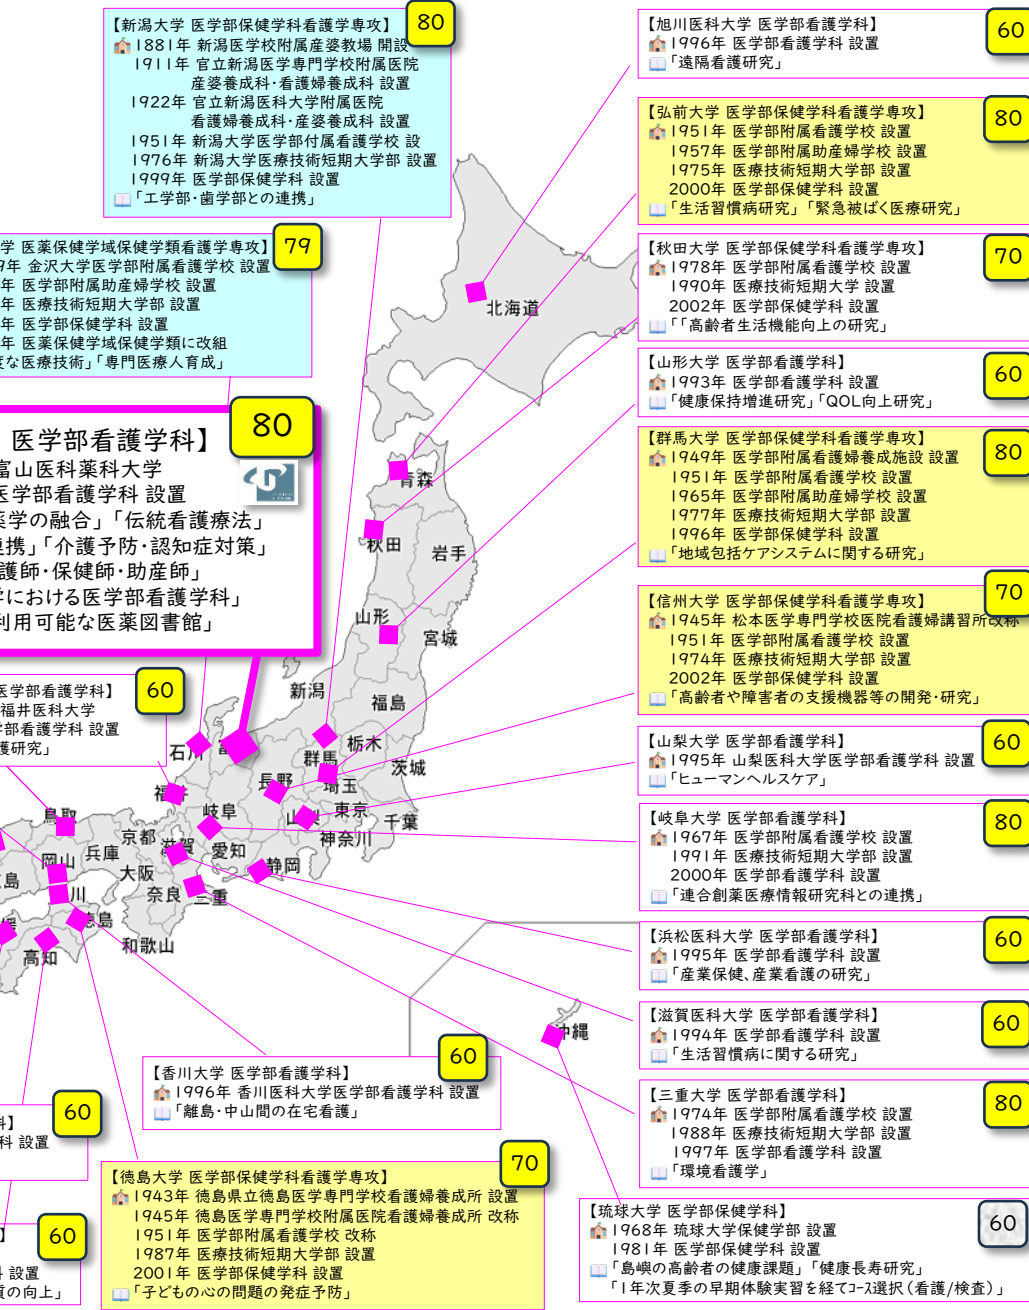 【新潟大学 医学部保健学科看護学専攻】
80
1881年 新潟医学校附属産婆教場 開設
1911年 官立新潟医学専門学校附属医院
産婆養成科・看護婦養成科 設置
1922年 官立新潟医科大学附属医院
看護婦養成科・産婆養成科 設置
1951年 新潟大学医学部付属看護学校 設
1976年 新潟大学医療技術短期大学部 設置
1999年 医学部保健学科 設置
「工学部・歯学部との連携」
学 医薬保健学域保健学類看護学専攻】
79
9年 金沢大学医学部附属看護学校 設置
年 医学部附属助産婦学校 設置
年 医療技術短期大学部 設置
年 医学部保健学科 設置
年 医薬保健学域保健学類に改組
度な医療技術」「専門医療人育成」
医学部看護学科】
80
富山医科薬科大学
医学部看護学科 設置
薬学の融合」「伝統看護療法」
連携」「介護予防・認知症対策」
護師・保健師・助産師」
学における医学部看護学科」
利用可能な医薬図書館」
医学部看護学科】
60
福井医科大学
学部看護学科 設置
護研究」
【旭川医科大学 医学部看護学科】
60
1996年 医学部看護学科 設置
「遠隔看護研究」
【弘前大学 医学部保健学科看護学専攻】
80
1951年 医学部附属看護学校 設置
1957年 医学部附属助産婦学校 設置
1975年 医療技術短期大学部 設置
2000年 医学部保健学科 設置
「生活習慣病研究」「緊急被ばく医療研究」
【秋田大学 医学部保健学科看護学専攻】
70
1978年 医学部附属看護学校 設置
1990年 医療技術短期大学 設置
2002年 医学部保健学科 設置
「「高齢者生活機能向上の研究」
【山形大学 医学部看護学科】
60
1993年 医学部看護学科 設置
「健康保持増進研究」「QOL向上研究」
【群馬大学 医学部保健学科看護学専攻】
80
1949年 医学部附属看護婦養成施設 設置
1951年 医学部附属看護学校 設置
1965年 医学部附属助産婦学校 設置
1977年 医療技術短期大学部 設置
1996年 医学部保健学科 設置
「地域包括ケアシステムに関する研究」
【信州大学 医学部保健学科看護学専攻】
70
1945年 松本医学専門学校医院看護婦講習所改称
1951年 医学部附属看護学校 設置
1974年 医療技術短期大学部 設置
2002年 医学部保健学科 設置
「高齢者や障害者の支援機器等の開発・研究」
【山梨大学 医学部看護学科】
60
1995年 山梨医科大学医学部看護学科 設置
「ヒューマンヘルスケア」
【岐阜大学 医学部看護学科】
80
1967年 医学部附属看護学校 設置
1991年 医療技術短期大学部 設置
2000年 医学部看護学科 設置
「連合創薬医療情報研究科との連携」
【浜松医科大学 医学部看護学科】
60
1995年 医学部看護学科 設置
「産業保健、産業看護の研究」
【滋賀医科大学 医学部看護学科】
60
1994年 医学部看護学科 設置
「生活習慣病に関する研究」
【三重大学 医学部看護学科】
80
1974年 医学部附属看護学校 設置
1988年 医療技術短期大学部 設置
1997年 医学部看護学科 設置
「環境看護学」
【琉球大学 医学部保健学科】
60
1968年 琉球大学保健学部 設置
1981年 医学部保健学科 設置
「島嶼の高齢者の健康課題」「健康長寿研究」
「1年次夏季の早期体験実習を経てコース選択(看護/検査)」
【香川大学 医学部看護学科】
60
1996年 香川医科大学医学部看護学科 設置
「離島・中山間の在宅看護」
【徳島大学 医学部保健学科看護学専攻】
70
1943年 徳島県立徳島医学専門学校看護婦養成所 設置
1945年 徳島医学専門学校附属医院看護婦養成所 改称
1951年 医学部附属看護学校 改称
1987年 医療技術短期大学部 設置
2001年 医学部保健学科 設置
「子どもの心の問題の発症予防」
科】
60
科 設置
】
60
科 設置
質の向上」
北海道
青森
秋田
岩手
山形
宮城
新潟
福島
石川
群馬
栃木
茨城
長野
埼玉
福井
岐阜
山梨
東京
千葉
神奈川
鳥取
京都
滋賀
愛知
静岡
岡山
兵庫
大阪
奈良
三重
島
川
徳島
和歌山
高知
沖縄